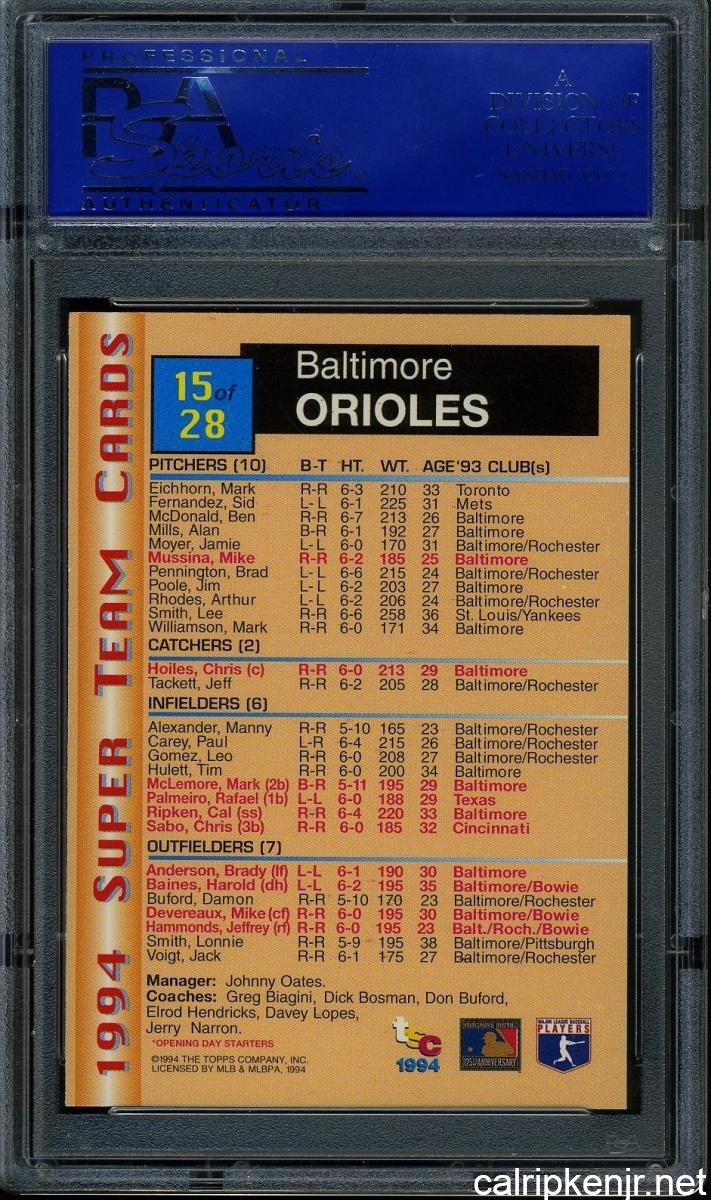 PROFESSIONAL
PSA
Sports
AUTHENTICATOR
A
DIVISION OF
COLLECTORS
UNIVERSE
NASDAQ: CLCT
1994 SUPER TEAM CARDS
15 of
28
Baltimore
ORIOLES
PITCHERS (10) B-T HT. WT. AGE '93 CLUB(s)
Eichhorn, Mark R-R 6-3 210 33 Toronto
Fernandez, Sid L-L 6-1 225 31 Mets
McDonald, Ben R-R 6-7 213 26 Baltimore
Mills, Alan B-R 6-1 192 27 Baltimore
Moyer, Jamie L-L 6-0 170 31 Baltimore/Rochester
Mussina, Mike R-R 6-2 185 25 Baltimore
Pennington, Brad L-L 6-6 215 24 Baltimore/Rochester
Poole, Jim L-L 6-2 203 27 Baltimore
Rhodes, Arthur L-L 6-2 206 24 Baltimore/Rochester
Smith, Lee R-R 6-6 258 36 St. Louis/Yankees
Williamson, Mark R-R 6-0 171 34 Baltimore
CATCHERS (2)
Hoiles, Chris (c) R-R 6-0 213 29 Baltimore
Tackett, Jeff R-R 6-2 205 28 Baltimore/Rochester
INFIELDERS (6)
Alexander, Manny R-R 5-10 165 23 Baltimore/Rochester
Carey, Paul L-R 6-4 215 26 Baltimore/Rochester
Gomez, Leo R-R 6-0 208 27 Baltimore/Rochester
Hulett, Tim R-R 6-0 200 34 Baltimore
McLemore, Mark (2b) B-R 5-11 195 29 Baltimore
Palmeiro, Rafael (1b) L-L 6-0 188 29 Texas
Ripken, Cal (ss) R-R 6-4 220 33 Baltimore
Sabo, Chris (3b) R-R 6-0 185 32 Cincinnati
OUTFIELDERS (7)
Anderson, Brady (lf) L-L 6-1 190 30 Baltimore
Baines, Harold (dh) L-L 6-2 195 35 Baltimore/Bowie
Buford, Damon R-R 5-10 170 23 Baltimore/Rochester
Devereaux, Mike (cf) R-R 6-0 195 30 Baltimore/Bowie
Hammonds, Jeffrey (rf) R-R 6-0 195 23 Balt./Roch./Bowie
Smith, Lonnie R-R 5-9 195 38 Baltimore/Pittsburgh
Voigt, Jack R-R 6-1 175 27 Baltimore/Rochester
Manager: Johnny Oates.
Coaches: Greg Biagini, Dick Bosman, Don Buford,
Elrod Hendricks, Davey Lopes,
Jerry Narron.
*OPENING DAY STARTERS
©1994 THE TOPPS COMPANY, INC.
LICENSED BY MLB & MLBPA, 1994
tsc
1994
PROFESSIONAL BASEBALL
125th ANNIVERSARY
MAJOR LEAGUE BASEBALL
PLAYERS
PSA
calripkenjr.net